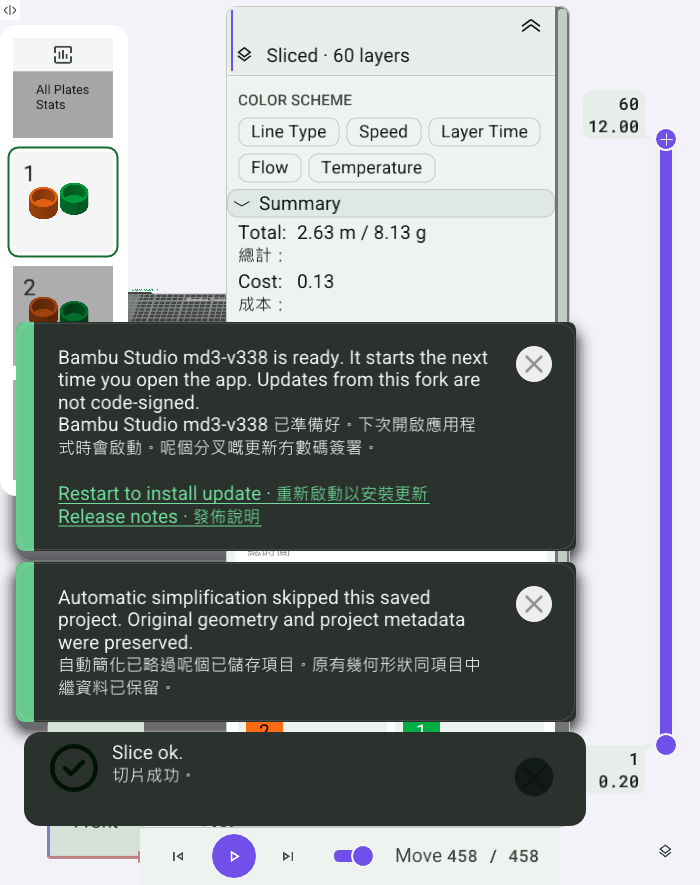 All Plates
Stats
1
2
Sliced · 60 layers
COLOR SCHEME
Line Type
Speed
Layer Time
Flow
Temperature
Summary
Total: 2.63 m / 8.13 g
總計：
Cost: 0.13
成本：
60
12.00
Bambu Studio md3-v338 is ready. It starts the next
time you open the app. Updates from this fork are
not code-signed.
Bambu Studio md3-v338 已準備好。下次開啟應用程
式時會啟動。呢個分叉嘅更新冇數碼簽署。
Restart to install update · 重新啟動以安裝更新
Release notes · 發佈說明
Automatic simplification skipped this saved
project. Original geometry and project metadata
were preserved.
自動簡化已略過呢個已儲存項目。原有幾何形狀同項目中
繼資料已保留。
2
1
Slice ok.
切片成功。
1
0.20
Move 458 / 458